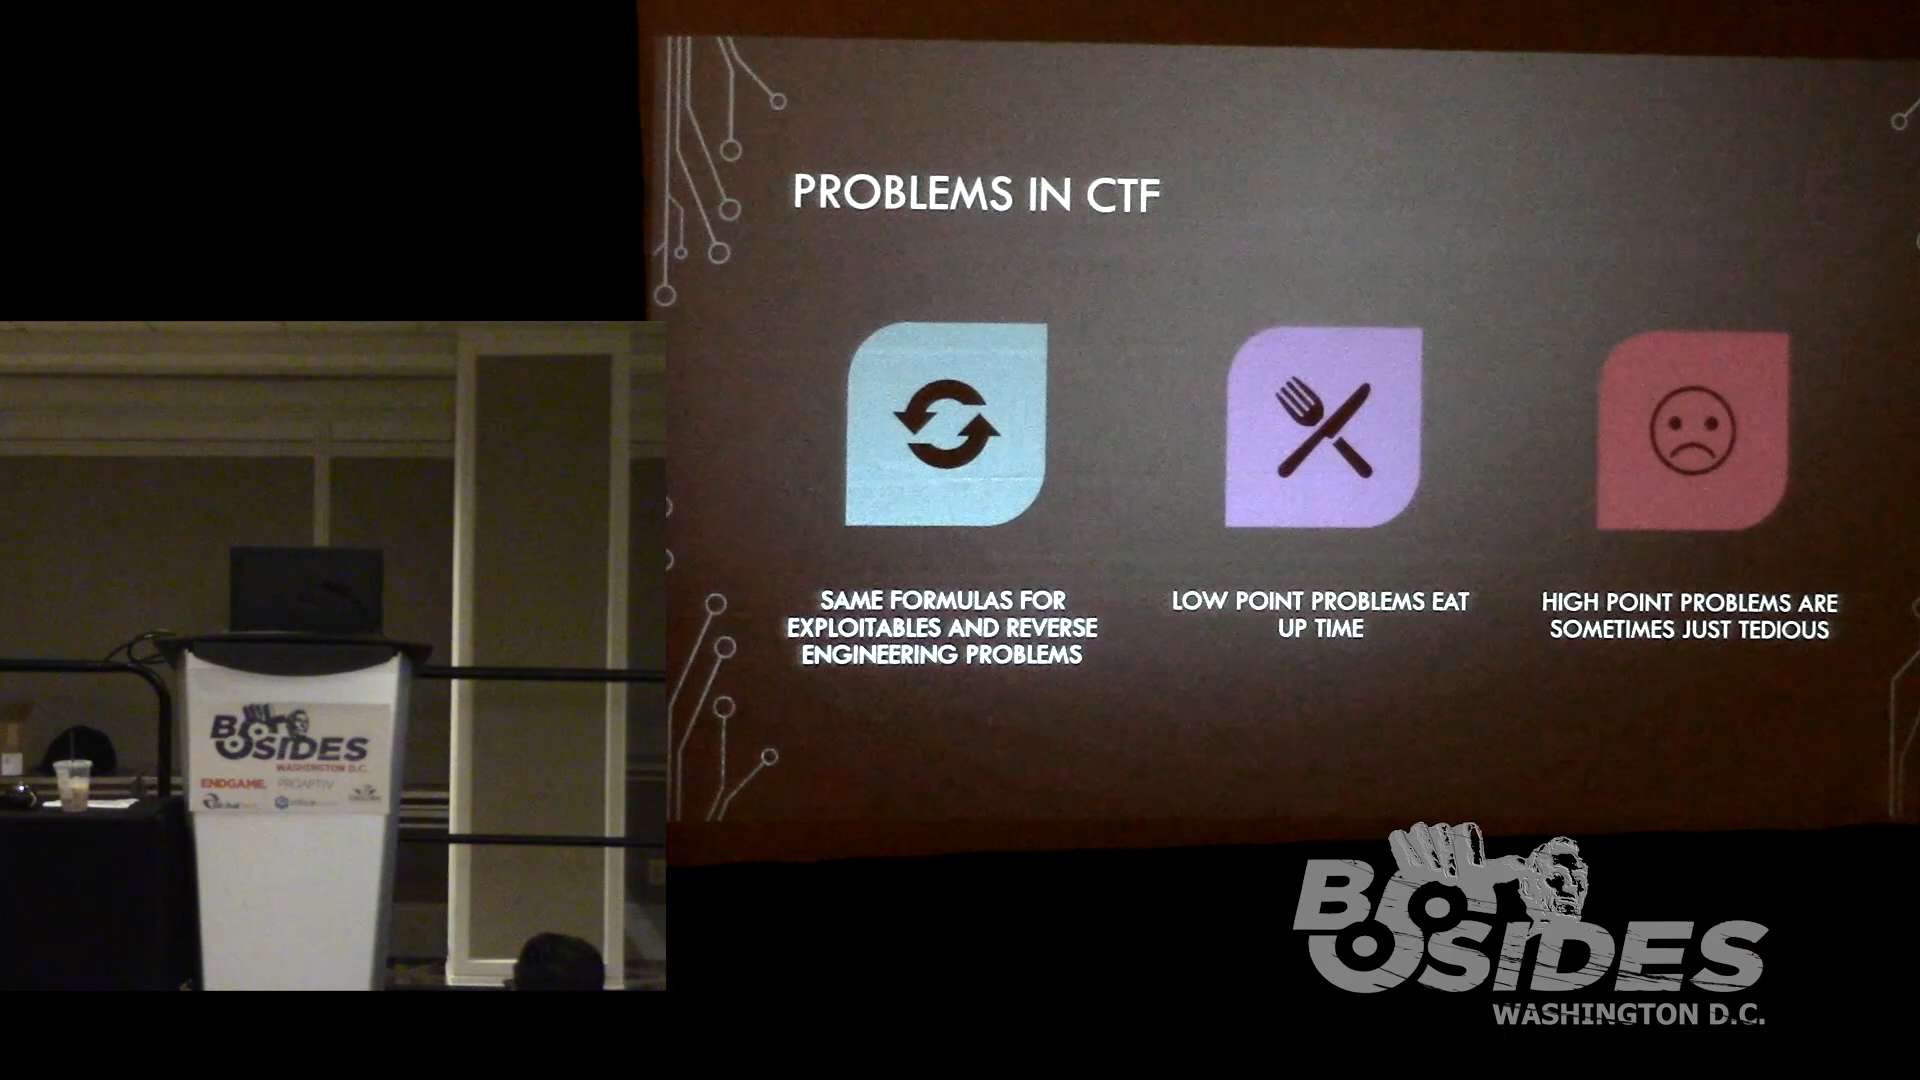 PROBLEMS IN CTF
SAME FORMULAS FOR
EXPLOITABLES AND REVERSE
ENGINEERING PROBLEMS
LOW POINT PROBLEMS EAT
UP TIME
HIGH POINT PROBLEMS ARE
SOMETIMES JUST TEDIOUS
BSIDES
WASHINGTON D.C.
ENDGAME. PROAPTIV
BSIDES
WASHINGTON D.C.